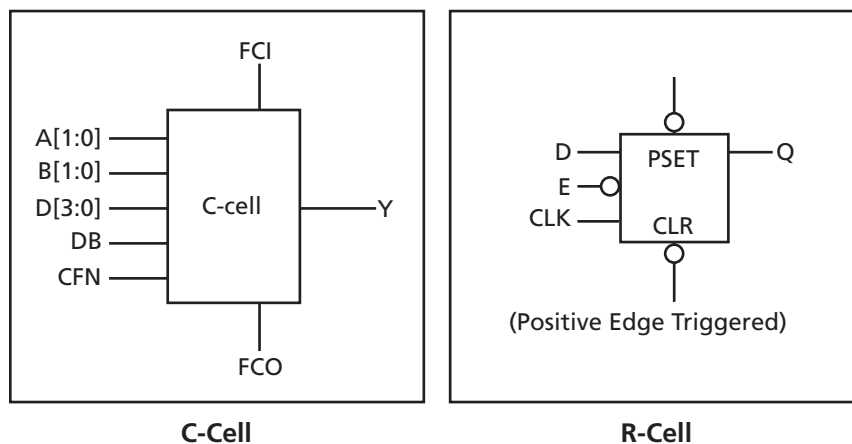 FCI
A[1:0]
B[1:0]
D[3:0]
DB
CFN
C-cell
Y
FCO
D
E
CLK
PSET
CLR
Q
(Positive Edge Triggered)
C-Cell
R-Cell